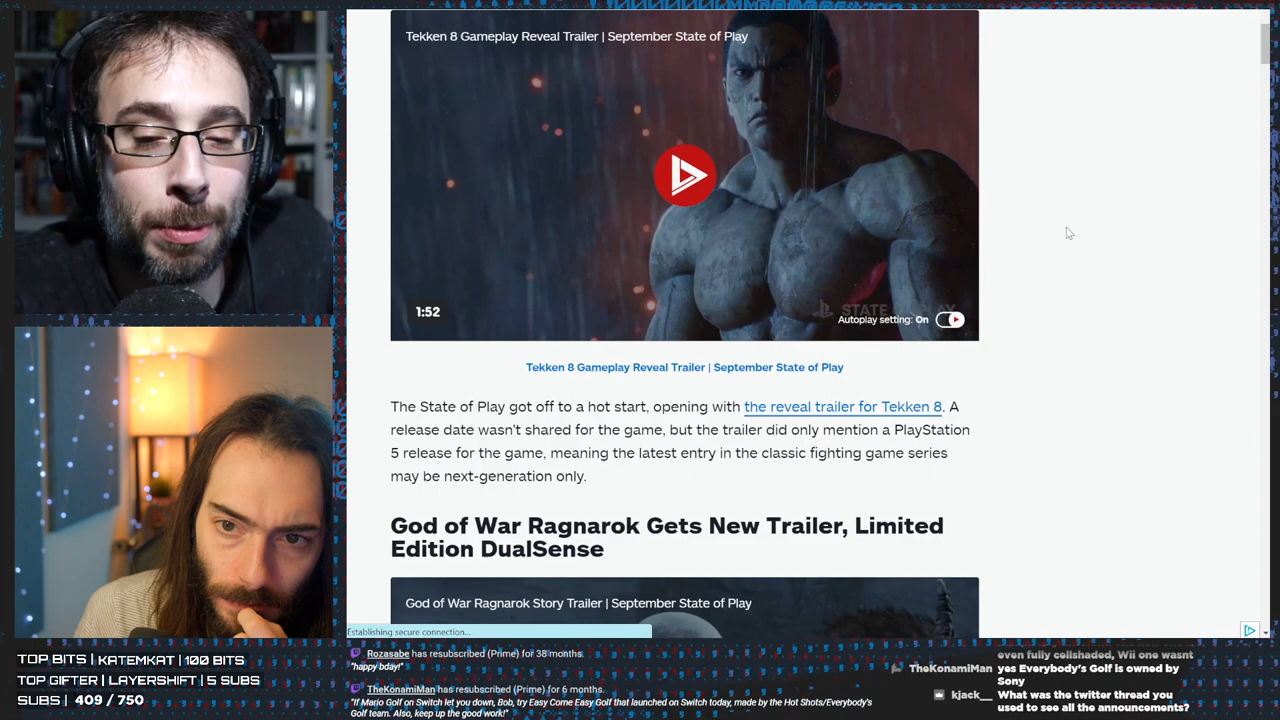 Tekken 8 Gameplay Reveal Trailer | September State of Play
1:52
STATE OF PLAY
Autoplay setting: On
Tekken 8 Gameplay Reveal Trailer | September State of Play
The State of Play got off to a hot start, opening with the reveal trailer for Tekken 8. A
release date wasn't shared for the game, but the trailer did only mention a PlayStation
5 release for the game, meaning the latest entry in the classic fighting game series
may be next-generation only.
God of War Ragnarok Gets New Trailer, Limited
Edition DualSense
God of War Ragnarok Story Trailer | September State of Play
Establishing secure connection...
TOP BITS | KATEMKAT | 100 BITS
TOP GIFTER | LAYERSHIFT | 5 SUBS
SUBS | 409 / 750
Rozasabe has resubscribed (Prime) for 38 months.
"happy bday!"
TheKonamiMan has resubscribed (Prime) for 6 months.
"If Mario Golf on Switch let you down, Bob, try Easy Come Easy Golf that launched on Switch today, made by the Hot Shots/Everybody's
Golf team. Also, keep up the good work!"
even fully cellshaded, Wii one wasnt
TheKonamiMan yes Everybody's Golf is owned by
Sony
kjack__ What was the twitter thread you
used to see all the announcements?